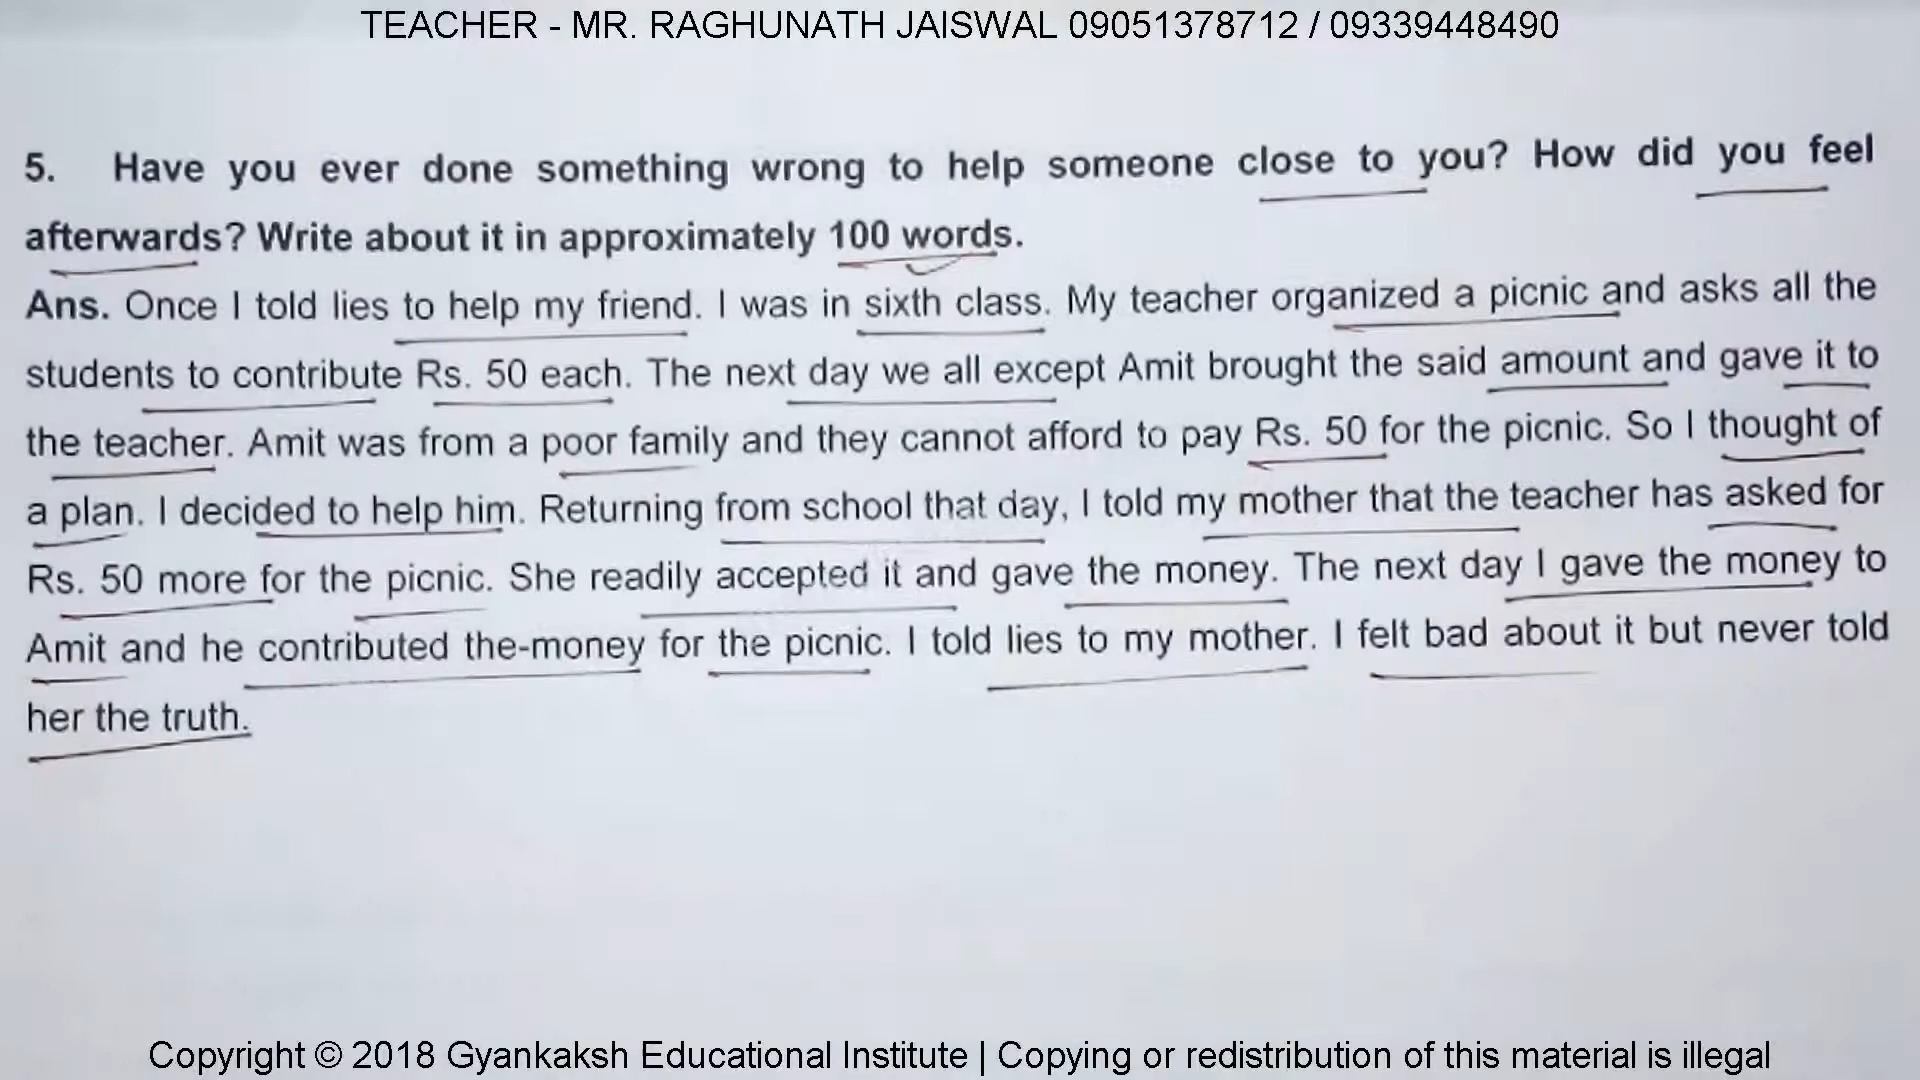 TEACHER - MR. RAGHUNATH JAISWAL 09051378712 / 09339448490
5. Have you ever done something wrong to help someone close to you? How did you feel
afterwards? Write about it in approximately 100 words.
Ans. Once I told lies to help my friend. I was in sixth class. My teacher organized a picnic and asks all the
students to contribute Rs. 50 each. The next day we all except Amit brought the said amount and gave it to
the teacher. Amit was from a poor family and they cannot afford to pay Rs. 50 for the picnic. So I thought of
a plan. I decided to help him. Returning from school that day, I told my mother that the teacher has asked for
Rs. 50 more for the picnic. She readily accepted it and gave the money. The next day I gave the money to
Amit and he contributed the-money for the picnic. I told lies to my mother. I felt bad about it but never told
her the truth.
Copyright © 2018 Gyankaksh Educational Institute | Copying or redistribution of this material is illegal